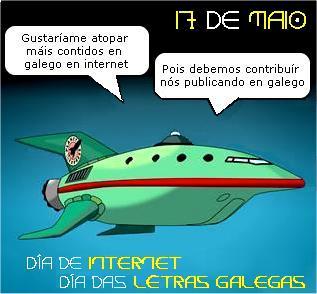 17 DE MAIO
Gustaríame atopar
máis contidos en
galego en internet
Pois debemos contribuír
nós publicando en galego
DÍA DE INTERNET
DÍA DAS LETRAS GALEGAS